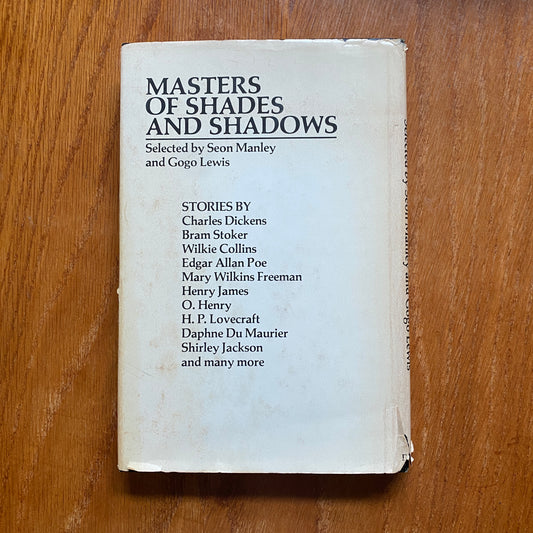 MASTERS
OF SHADES
AND SHADOWS
Selected by Seon Manley
and Gogo Lewis
STORIES BY
Charles Dickens
Bram Stoker
Wilkie Collins
Edgar Allan Poe
Mary Wilkins Freeman
Henry James
O. Henry
H. P. Lovecraft
Daphne Du Maurier
Shirley Jackson
and many more
Selected by Seon Manley and Gogo Lewis